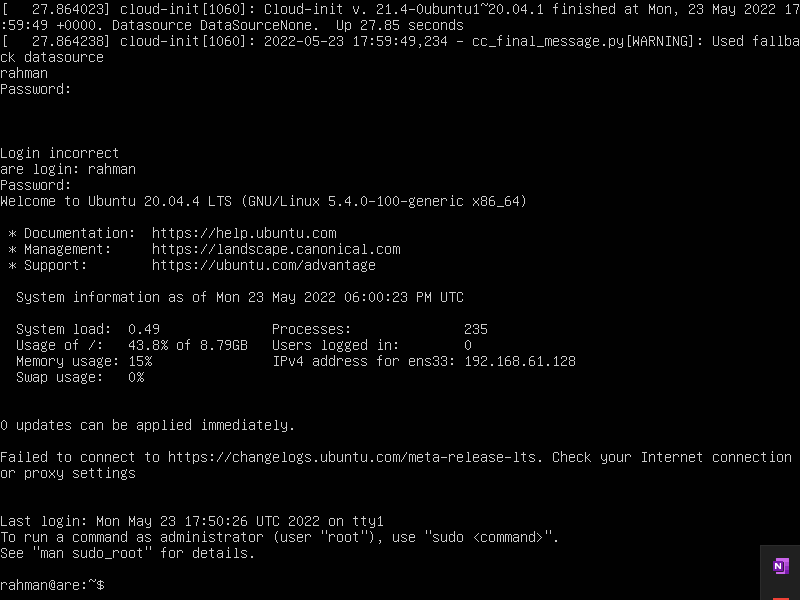 [   27.864023] cloud-init[1060]: Cloud-init v. 21.4-0ubuntu1~20.04.1 finished at Mon, 23 May 2022 17
:59:49 +0000. Datasource DataSourceNone.  Up 27.85 seconds
[   27.864238] cloud-init[1060]: 2022-05-23 17:59:49,234 - cc_final_message.py[WARNING]: Used fallba
ck datasource
rahman
Password:
Login incorrect
are login: rahman
Password:
Welcome to Ubuntu 20.04.4 LTS (GNU/Linux 5.4.0-100-generic x86_64)
 * Documentation:  https://help.ubuntu.com
 * Management:     https://landscape.canonical.com
 * Support:        https://ubuntu.com/advantage
  System information as of Mon 23 May 2022 06:00:23 PM UTC
  System load:  0.49              Processes:              235
  Usage of /:   43.8% of 8.79GB   Users logged in:        0
  Memory usage: 15%               IPv4 address for ens33: 192.168.61.128
  Swap usage:   0%
0 updates can be applied immediately.
Failed to connect to https://changelogs.ubuntu.com/meta-release-lts. Check your Internet connection
or proxy settings
Last login: Mon May 23 17:50:26 UTC 2022 on tty1
To run a command as administrator (user "root"), use "sudo <command>".
See "man sudo_root" for details.
rahman@are:~$
N